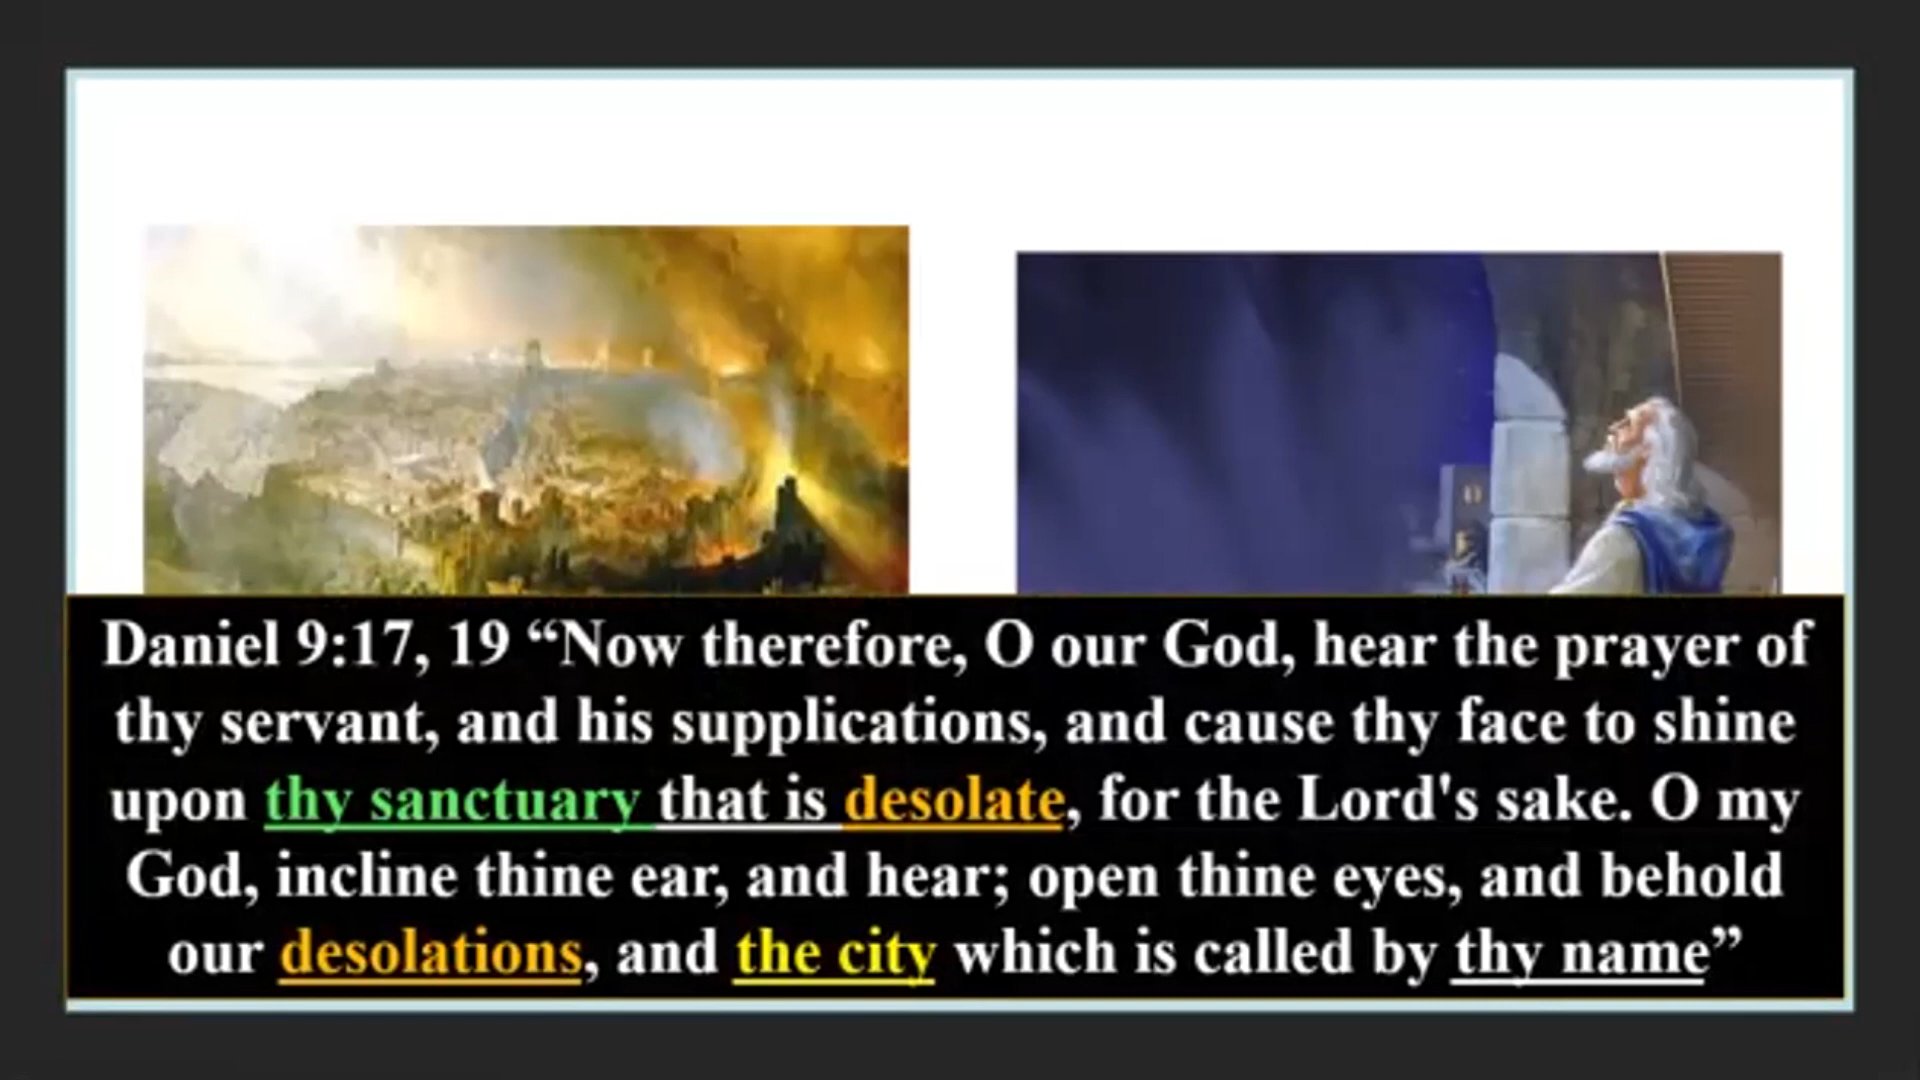 Daniel 9:17, 19 “Now therefore, O our God, hear the prayer of
thy servant, and his supplications, and cause thy face to shine
upon thy sanctuary that is desolate, for the Lord's sake. O my
God, incline thine ear, and hear; open thine eyes, and behold
our desolations, and the city which is called by thy name”